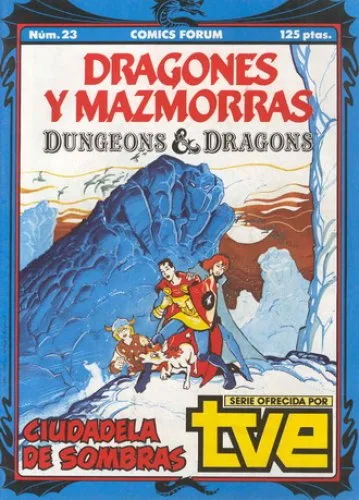 Núm. 23 COMICS FORUM 125 ptas.
DRAGONES
Y MAZMORRAS
DUNGEONS & DRAGONS
CIUDADELA
DE SOMBRAS
SERIE OFRECIDA POR
tve